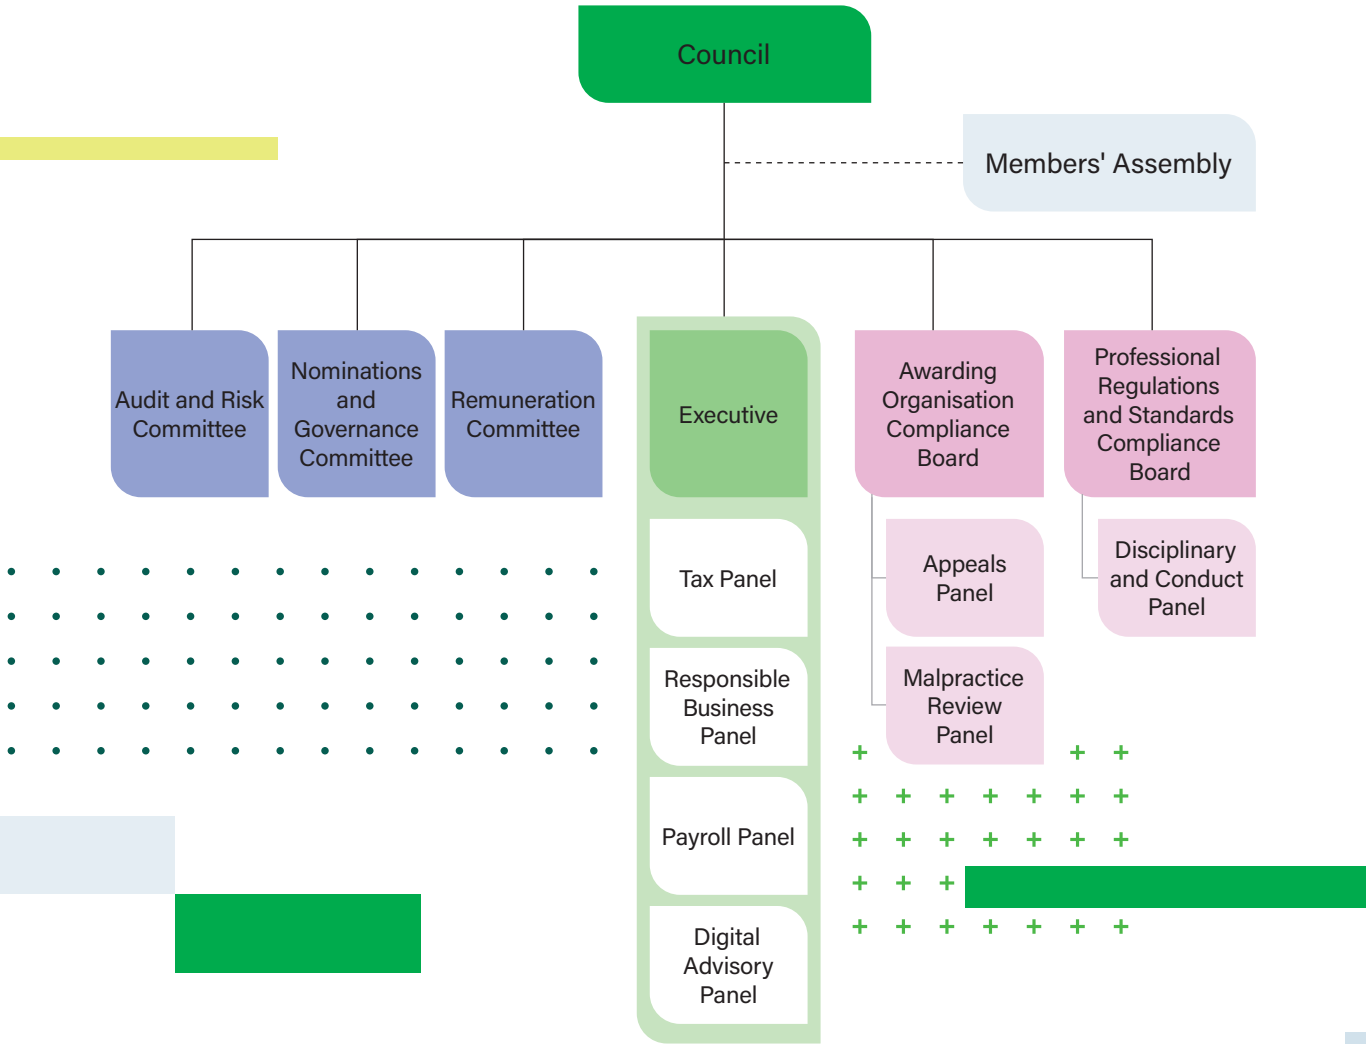 Council
Members' Assembly
Audit and Risk
Committee
Nominations
and
Governance
Committee
Remuneration
Committee
Executive
Awarding
Organisation
Compliance
Board
Professional
Regulations
and Standards
Compliance
Board
Tax Panel
Responsible
Business
Panel
Payroll Panel
Digital
Advisory
Panel
Appeals
Panel
Malpractice
Review
Panel
Disciplinary
and Conduct
Panel